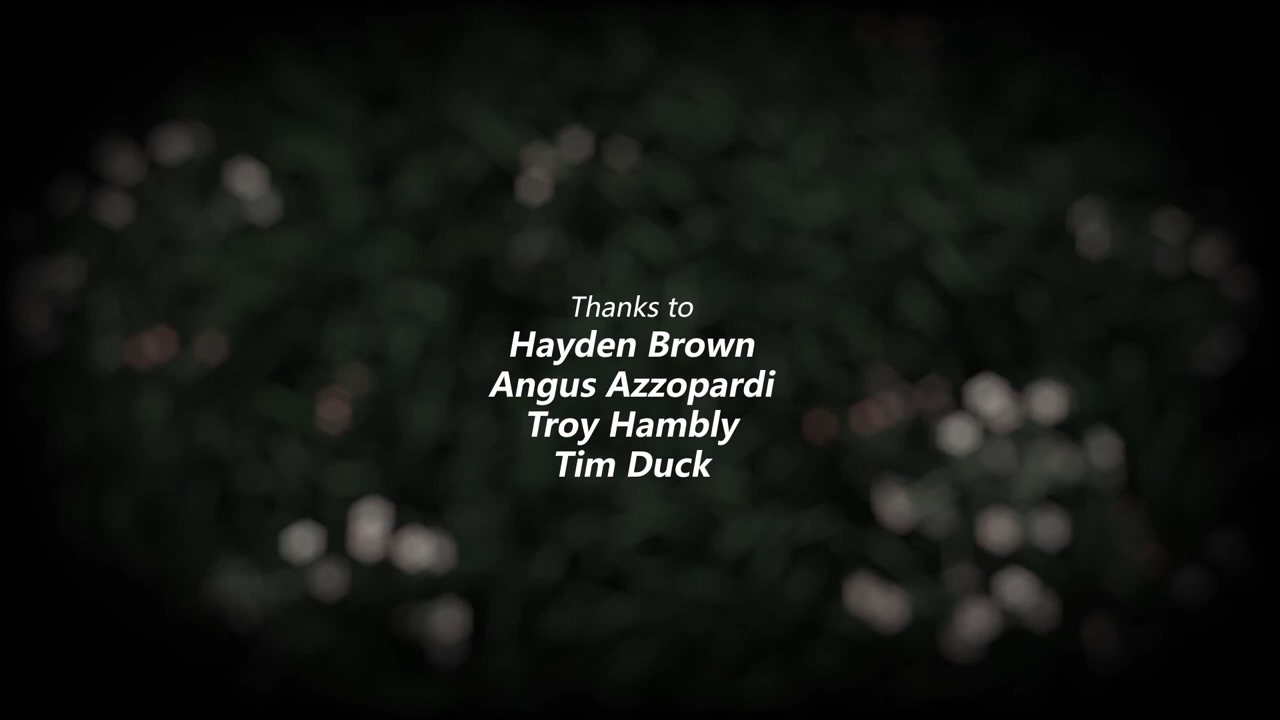 Thanks to
Hayden Brown
Angus Azzopardi
Troy Hambly
Tim Duck